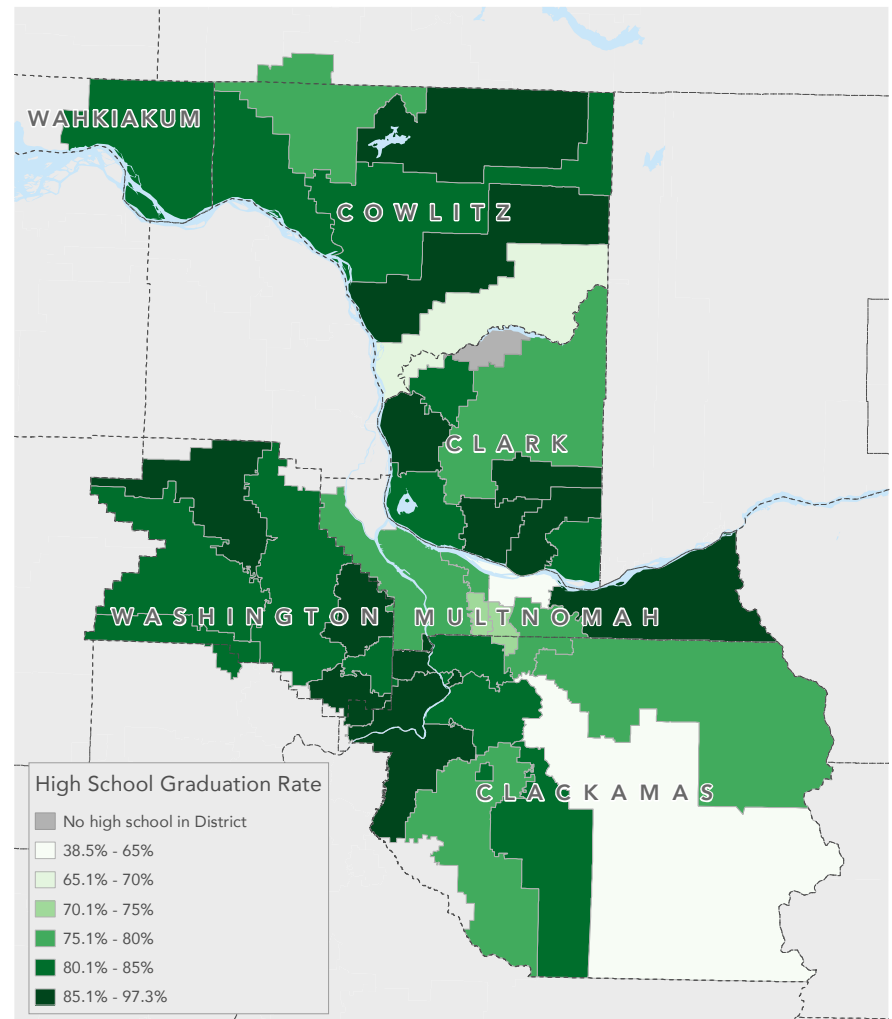 WAHKIAKUM
COWLITZ
CLARK
WASHINGTON
MULTNOMAH
CLACKAMAS
High School Graduation Rate
No high school in District
38.5% - 65%
65.1% - 70%
70.1% - 75%
75.1% - 80%
80.1% - 85%
85.1% - 97.3%